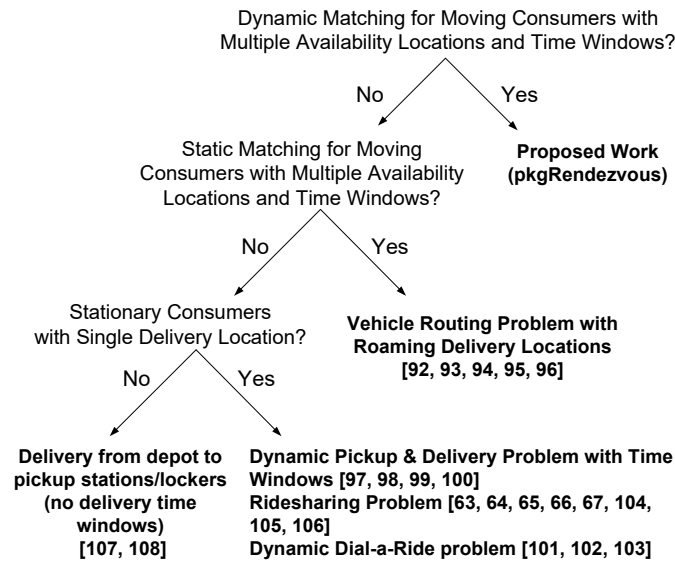 Dynamic Matching for Moving Consumers with
Multiple Availability Locations and Time Windows?
No
Yes
Static Matching for Moving
Consumers with Multiple Availability
Locations and Time Windows?
Proposed Work
(pkgRendezvous)
No
Yes
Stationary Consumers
with Single Delivery Location?
Vehicle Routing Problem with
Roaming Delivery Locations
[92, 93, 94, 95, 96]
No
Yes
Delivery from depot to
pickup stations/lockers
(no delivery time
windows)
[107, 108]
Dynamic Pickup & Delivery Problem with Time
Windows [97, 98, 99, 100]
Ridesharing Problem [63, 64, 65, 66, 67, 104,
105, 106]
Dynamic Dial-a-Ride problem [101, 102, 103]